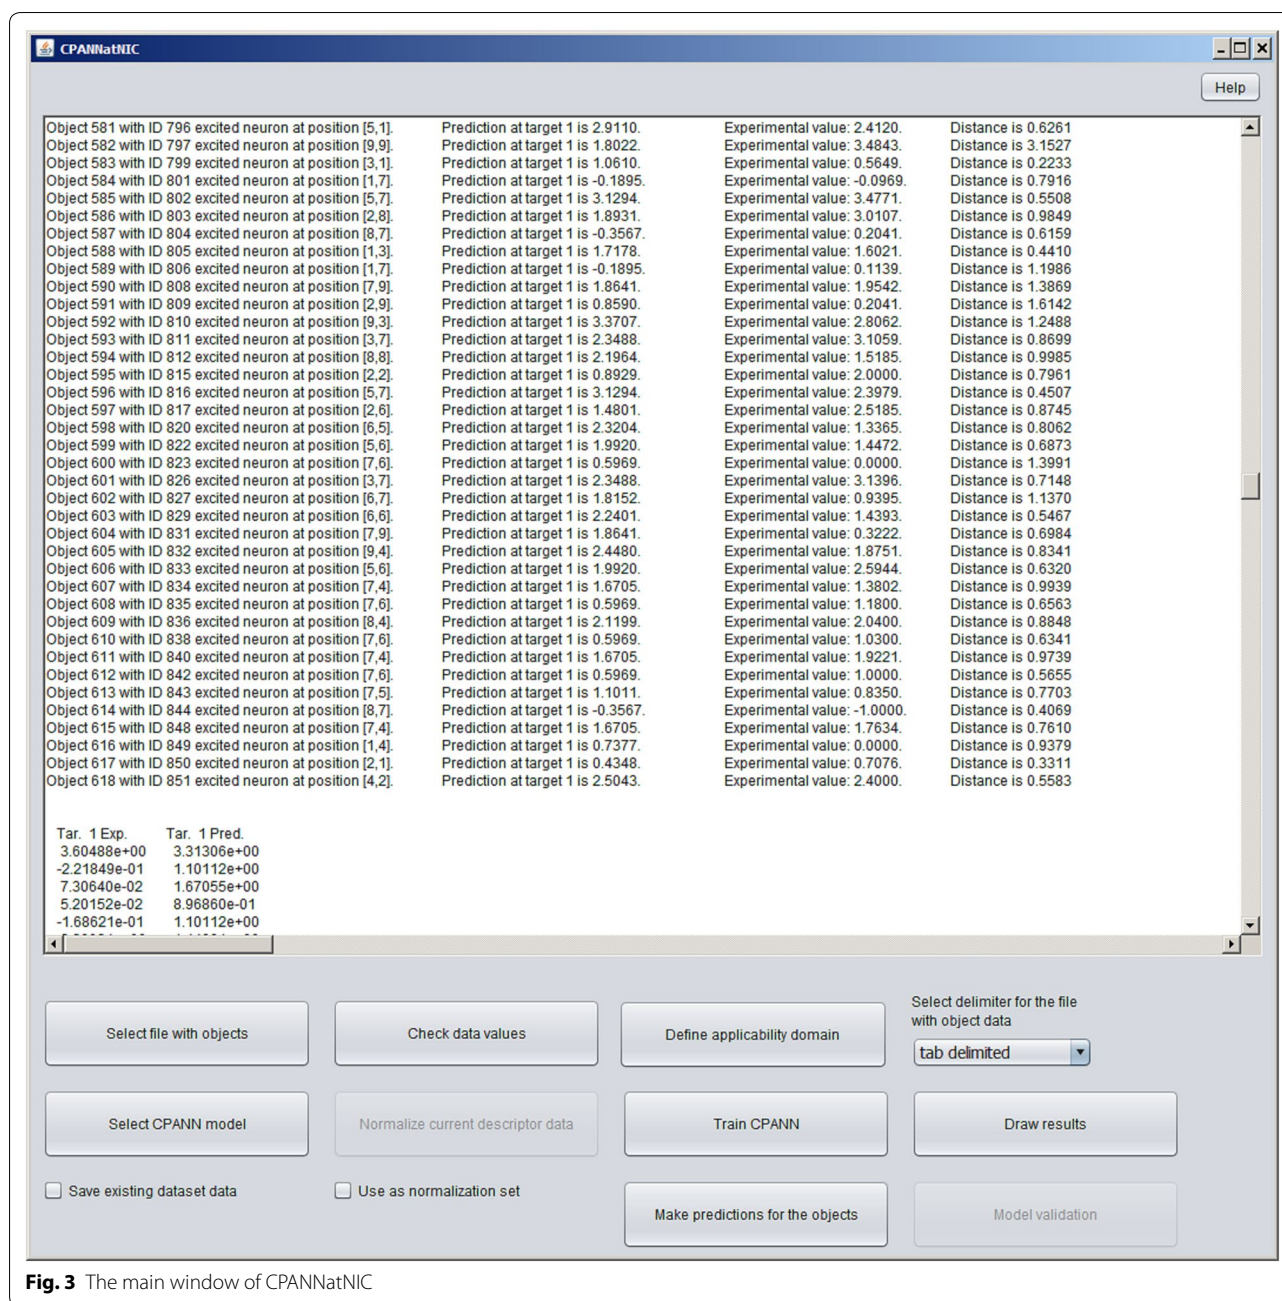 CPANNatNIC
Help
Object 581 with ID 796 excited neuron at position [5,1]. Prediction at target 1 is 2.9110. Experimental value: 2.4120. Distance is 0.6261
Object 582 with ID 797 excited neuron at position [9,9]. Prediction at target 1 is 1.8022. Experimental value: 3.4843. Distance is 3.1527
Object 583 with ID 799 excited neuron at position [3,1]. Prediction at target 1 is 1.0610. Experimental value: 0.5649. Distance is 0.2233
Object 584 with ID 801 excited neuron at position [1,7]. Prediction at target 1 is -0.1895. Experimental value: -0.0969. Distance is 0.7916
Object 585 with ID 802 excited neuron at position [5,7]. Prediction at target 1 is 3.1294. Experimental value: 3.4771. Distance is 0.5508
Object 586 with ID 803 excited neuron at position [2,8]. Prediction at target 1 is 1.8931. Experimental value: 3.0107. Distance is 0.9849
Object 587 with ID 804 excited neuron at position [8,7]. Prediction at target 1 is -0.3567. Experimental value: 0.2041. Distance is 0.6159
Object 588 with ID 805 excited neuron at position [1,3]. Prediction at target 1 is 1.7178. Experimental value: 1.6021. Distance is 0.4410
Object 589 with ID 806 excited neuron at position [1,7]. Prediction at target 1 is -0.1895. Experimental value: 0.1139. Distance is 1.1986
Object 590 with ID 808 excited neuron at position [7,9]. Prediction at target 1 is 1.8641. Experimental value: 1.9542. Distance is 1.3869
Object 591 with ID 809 excited neuron at position [2,9]. Prediction at target 1 is 0.8590. Experimental value: 0.2041. Distance is 1.6142
Object 592 with ID 810 excited neuron at position [9,3]. Prediction at target 1 is 3.3707. Experimental value: 2.8062. Distance is 1.2488
Object 593 with ID 811 excited neuron at position [3,7]. Prediction at target 1 is 2.3488. Experimental value: 3.1059. Distance is 0.8699
Object 594 with ID 812 excited neuron at position [8,8]. Prediction at target 1 is 2.1964. Experimental value: 1.5185. Distance is 0.9985
Object 595 with ID 815 excited neuron at position [2,2]. Prediction at target 1 is 0.8929. Experimental value: 2.0000. Distance is 0.7961
Object 596 with ID 816 excited neuron at position [5,7]. Prediction at target 1 is 3.1294. Experimental value: 2.3979. Distance is 0.4507
Object 597 with ID 817 excited neuron at position [2,6]. Prediction at target 1 is 1.4801. Experimental value: 2.5185. Distance is 0.8745
Object 598 with ID 820 excited neuron at position [6,5]. Prediction at target 1 is 2.3204. Experimental value: 1.3365. Distance is 0.8062
Object 599 with ID 822 excited neuron at position [5,6]. Prediction at target 1 is 1.9920. Experimental value: 1.4472. Distance is 0.6873
Object 600 with ID 823 excited neuron at position [7,6]. Prediction at target 1 is 0.5969. Experimental value: 0.0000. Distance is 1.3991
Object 601 with ID 826 excited neuron at position [3,7]. Prediction at target 1 is 2.3488. Experimental value: 3.1396. Distance is 0.7148
Object 602 with ID 827 excited neuron at position [6,7]. Prediction at target 1 is 1.8152. Experimental value: 0.9395. Distance is 1.1370
Object 603 with ID 829 excited neuron at position [6,6]. Prediction at target 1 is 2.2401. Experimental value: 1.4393. Distance is 0.5467
Object 604 with ID 831 excited neuron at position [7,9]. Prediction at target 1 is 1.8641. Experimental value: 0.3222. Distance is 0.6984
Object 605 with ID 832 excited neuron at position [9,4]. Prediction at target 1 is 2.4480. Experimental value: 1.8751. Distance is 0.8341
Object 606 with ID 833 excited neuron at position [5,6]. Prediction at target 1 is 1.9920. Experimental value: 2.5944. Distance is 0.6320
Object 607 with ID 834 excited neuron at position [7,4]. Prediction at target 1 is 1.6705. Experimental value: 1.3802. Distance is 0.9939
Object 608 with ID 835 excited neuron at position [7,6]. Prediction at target 1 is 0.5969. Experimental value: 1.1800. Distance is 0.6563
Object 609 with ID 836 excited neuron at position [8,4]. Prediction at target 1 is 2.1199. Experimental value: 2.0400. Distance is 0.8848
Object 610 with ID 838 excited neuron at position [7,6]. Prediction at target 1 is 0.5969. Experimental value: 1.0300. Distance is 0.6341
Object 611 with ID 840 excited neuron at position [7,4]. Prediction at target 1 is 1.6705. Experimental value: 1.9221. Distance is 0.9739
Object 612 with ID 842 excited neuron at position [7,6]. Prediction at target 1 is 0.5969. Experimental value: 1.0000. Distance is 0.5655
Object 613 with ID 843 excited neuron at position [7,5]. Prediction at target 1 is 1.1011. Experimental value: 0.8350. Distance is 0.7703
Object 614 with ID 844 excited neuron at position [8,7]. Prediction at target 1 is -0.3567. Experimental value: -1.0000. Distance is 0.4069
Object 615 with ID 848 excited neuron at position [7,4]. Prediction at target 1 is 1.6705. Experimental value: 1.7634. Distance is 0.7610
Object 616 with ID 849 excited neuron at position [1,4]. Prediction at target 1 is 0.7377. Experimental value: 0.0000. Distance is 0.9379
Object 617 with ID 850 excited neuron at position [2,1]. Prediction at target 1 is 0.4348. Experimental value: 0.7076. Distance is 0.3311
Object 618 with ID 851 excited neuron at position [4,2]. Prediction at target 1 is 2.5043. Experimental value: 2.4000. Distance is 0.5583
Tar. 1 Exp. Tar. 1 Pred.
3.60488e+00 3.31306e+00
-2.21849e-01 1.10112e+00
7.30640e-02 1.67055e+00
5.20152e-02 8.96860e-01
-1.68621e-01 1.10112e+00
Select file with objects
Check data values
Define applicability domain
Select delimiter for the file
with object data
tab delimited
Select CPANN model
Normalize current descriptor data
Train CPANN
Draw results
Save existing dataset data
Use as normalization set
Make predictions for the objects
Model validation
Fig. 3 The main window of CPANNatNIC